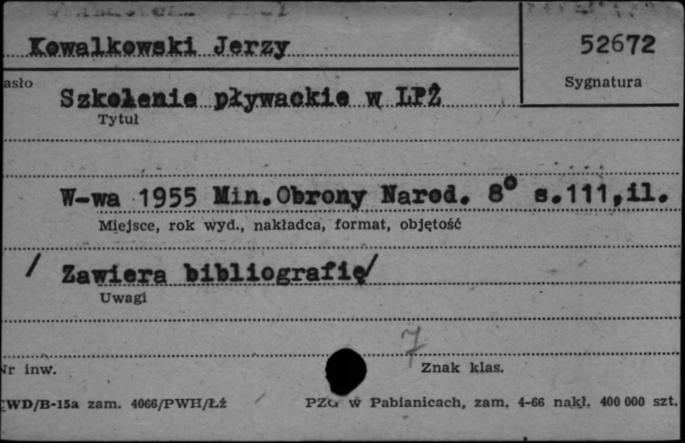 Kowalkowski Jerzy
52672
asło
Sygnatura
Szkolenie pływackie w LPŻ
Tytuł
W-wa 1955 Min.Obrony Narod. 8° s.111,il.
Miejsce, rok wyd., nakładca, format, objętość
/ Zawiera bibliografię/
Uwagi
7
Nr inw.
Znak klas.
WD/B-15a zam. 4066/PWH/Łż
PZG w Pabianicach, zam. 4-66 nakł. 400 000 szt.